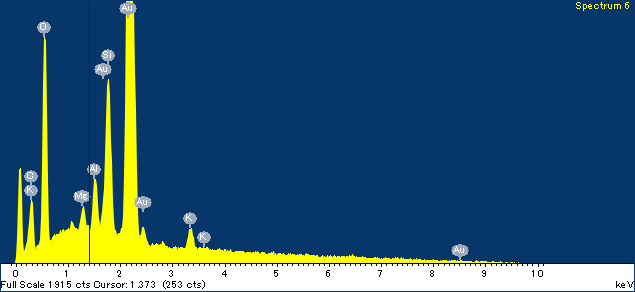 Spectrum 6
Au
O
Si
Au
Al
C
K
Mg
Au
K
K
Au
0 1 2 3 4 5 6 7 8 9 10
Full Scale 1915 cts Cursor: 1.373 (253 cts) keV